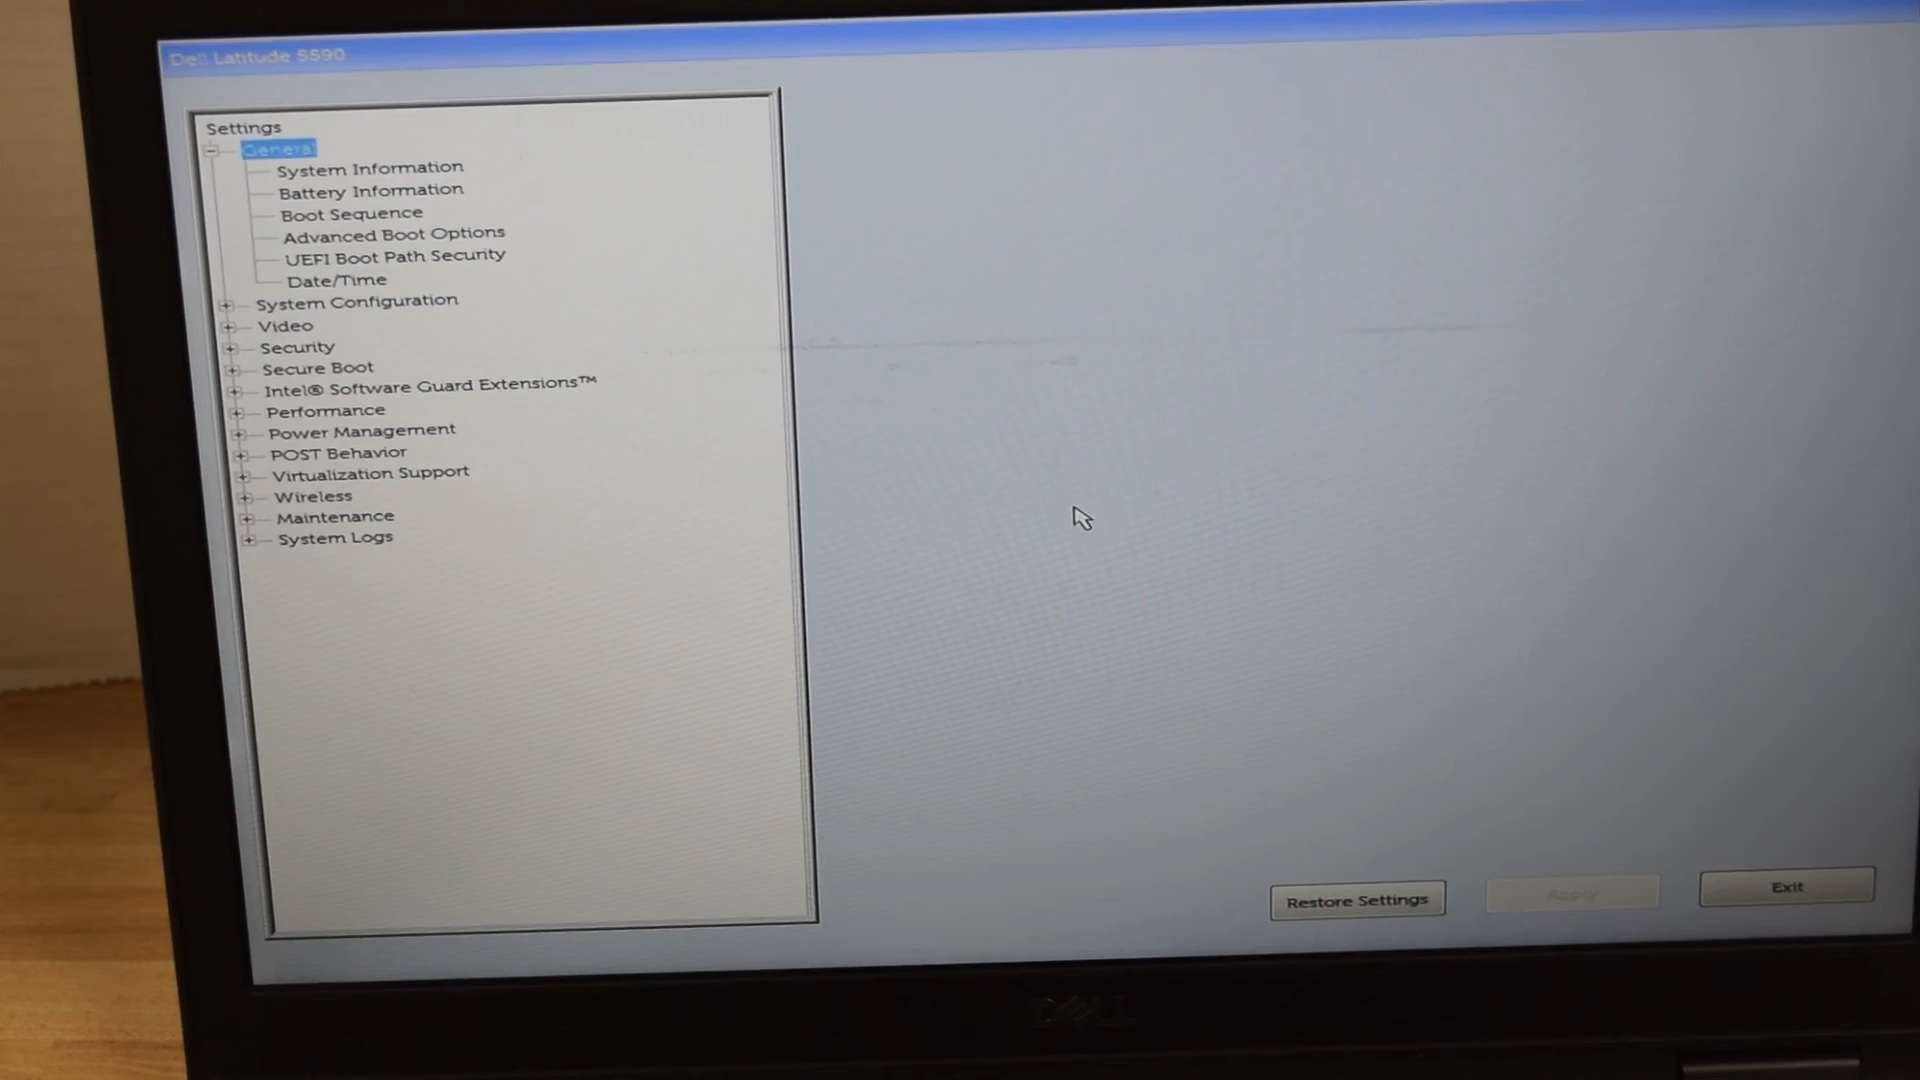 Dell Latitude 5590
Settings
General
System Information
Battery Information
Boot Sequence
Advanced Boot Options
UEFI Boot Path Security
Date/Time
System Configuration
Video
Security
Secure Boot
Intel® Software Guard Extensions™
Performance
Power Management
POST Behavior
Virtualization Support
Wireless
Maintenance
System Logs
Restore Settings
Apply
Exit
DELL